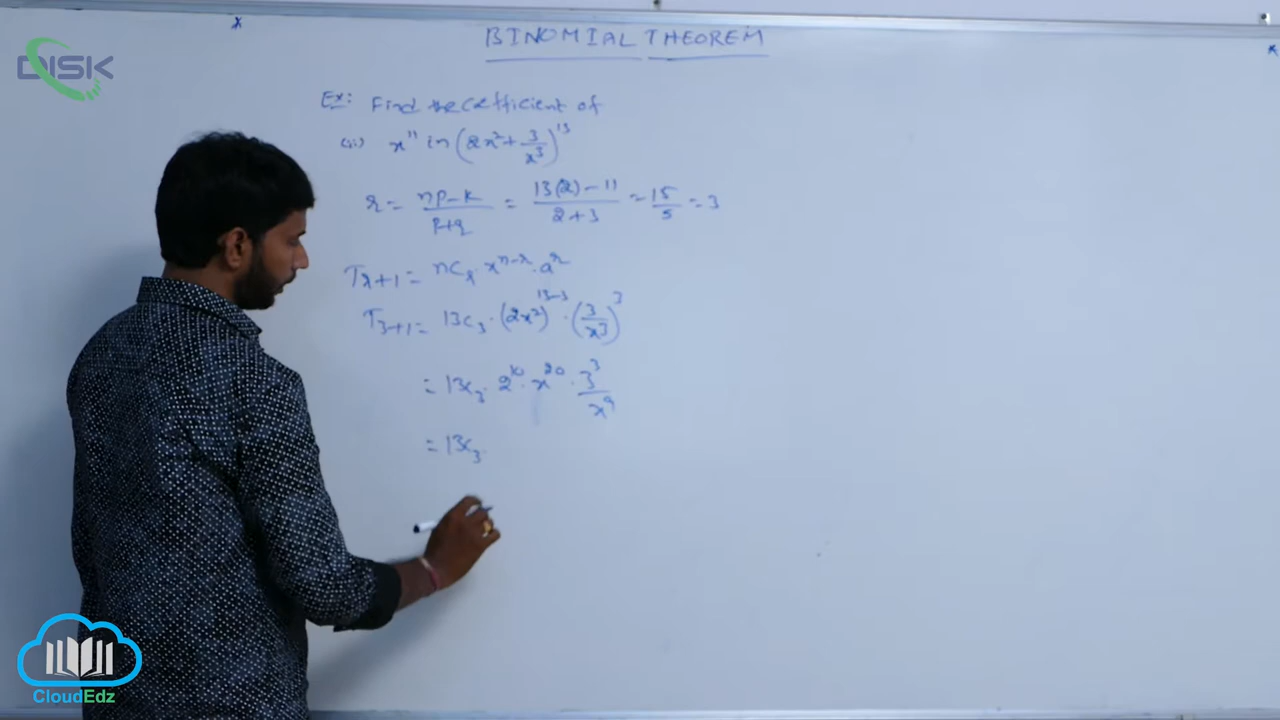 DISK
BINOMIAL THEOREM
Ex: Find the coefficient of
(ii) x¹¹ in (2x² + 3/x³)¹³
r = np-k/p+q = 13(2)-11/2+3 = 15/5 = 3
Tr+1 = nCr · xⁿ⁻ʳ · aʳ
T3+1 = 13C3 · (2x²)¹³⁻³ · (3/x³)³
= 13C3 · 2¹⁰ · x²⁰ · 3³/x⁹
= 13C3 ·
CloudEdz